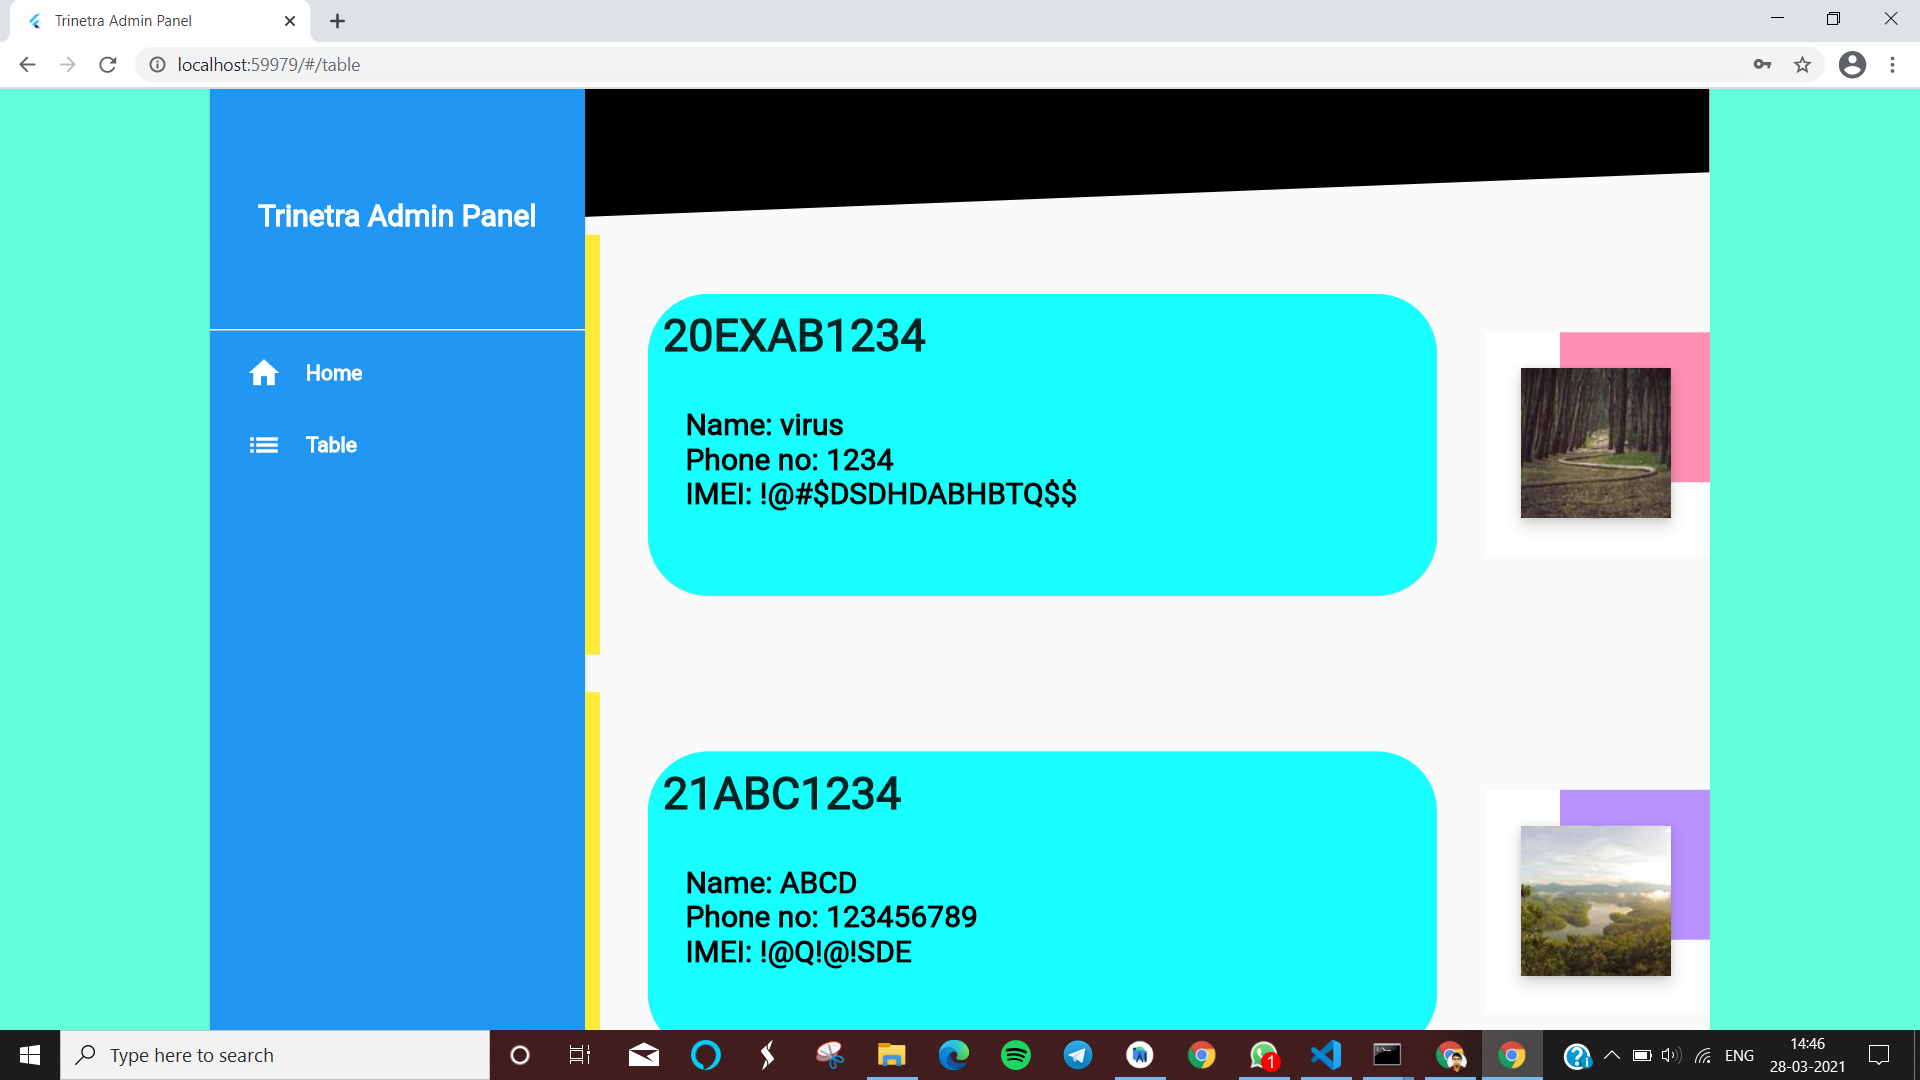 Trinetra Admin Panel
localhost:59979/#/table
Trinetra Admin Panel
Home
Table
20EXAB1234
Name: virus
Phone no: 1234
IMEI: !@#$DSDHDABHBTQ$$
21ABC1234
Name: ABCD
Phone no: 123456789
IMEI: !@Q!@!SDE
Type here to search
1
ENG
14:46
28-03-2021